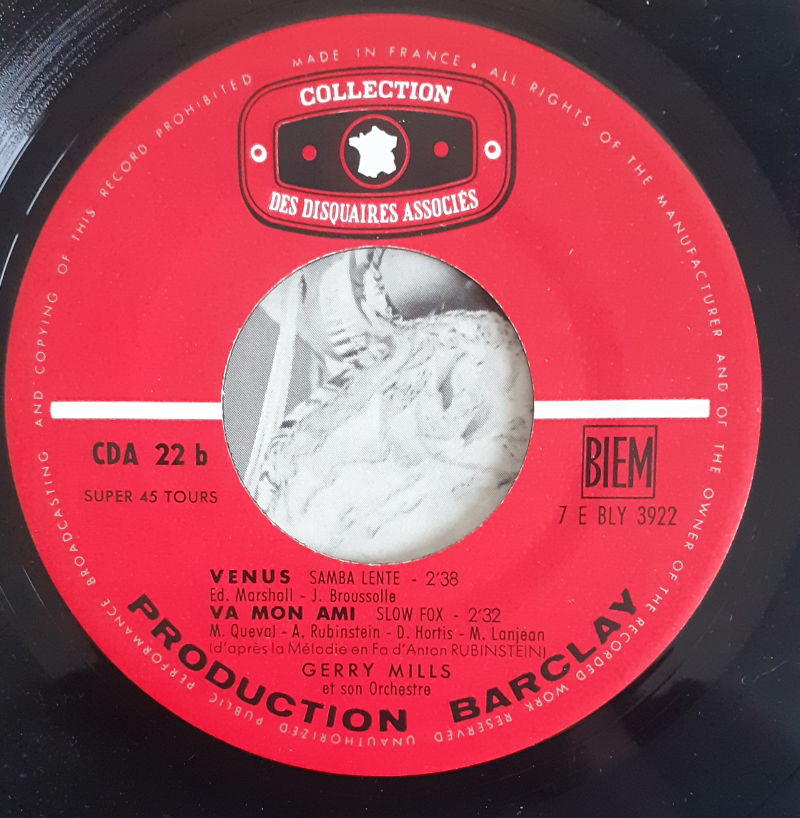 MADE IN FRANCE • ALL RIGHTS OF THE MANUFACTURER AND OF THE OWNER OF THE RECORDED WORK RESERVED UNAUTHORIZED PUBLIC PERFORMANCE BROADCASTING AND COPYING OF THIS RECORD PROHIBITED
COLLECTION
DES DISQUAIRES ASSOCIÉS
CDA 22 b
SUPER 45 TOURS
BIEM
7 E BLY 3922
VENUS SAMBA LENTE - 2'38
Ed. Marshall - J. Broussolle
VA MON AMI SLOW FOX - 2'32
M. Queval - A. Rubinstein - D. Hortis - M. Lanjean
(d'après la Mélodie en Fa d'Anton RUBINSTEIN)
GERRY MILLS
et son Orchestre
PRODUCTION BARCLAY